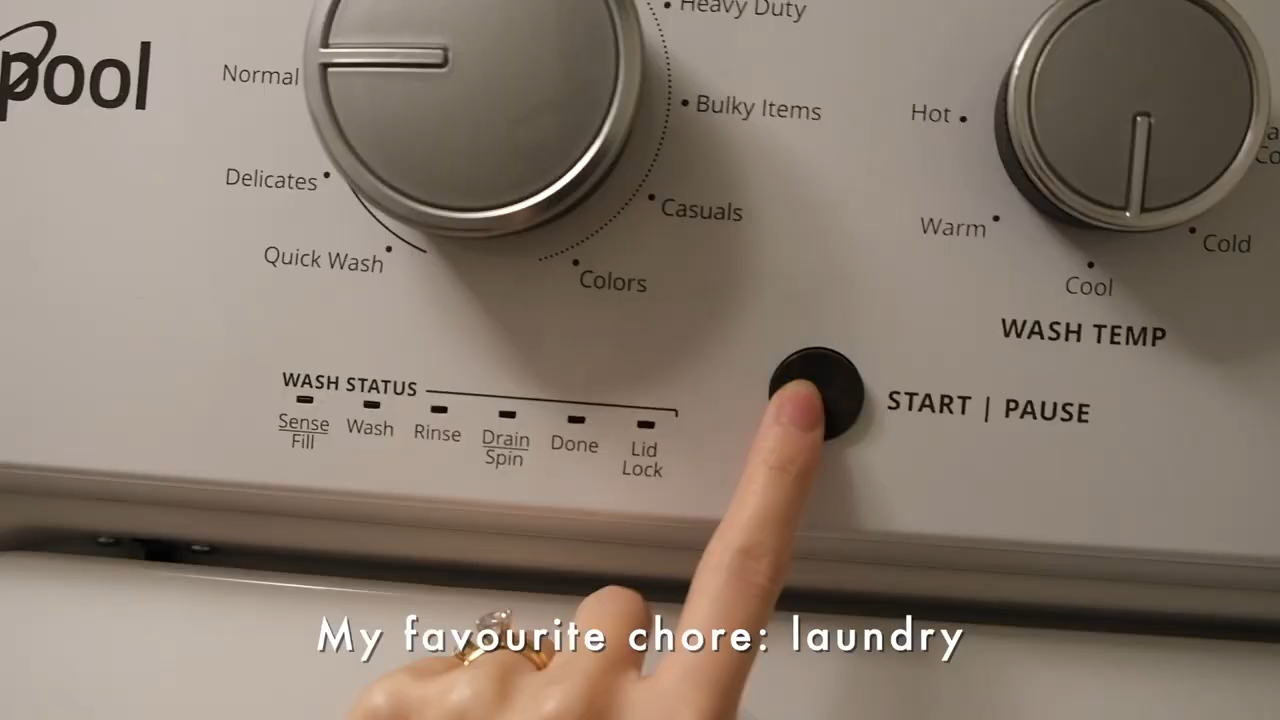 Heavy Duty
pool
Normal
Bulky Items
Hot
Delicates
Casuals
Warm
Cold
Quick Wash
Colors
Cool
WASH TEMP
WASH STATUS
START | PAUSE
Sense
Fill
Wash
Rinse
Drain
Spin
Done
Lid
Lock
My favourite chore: laundry